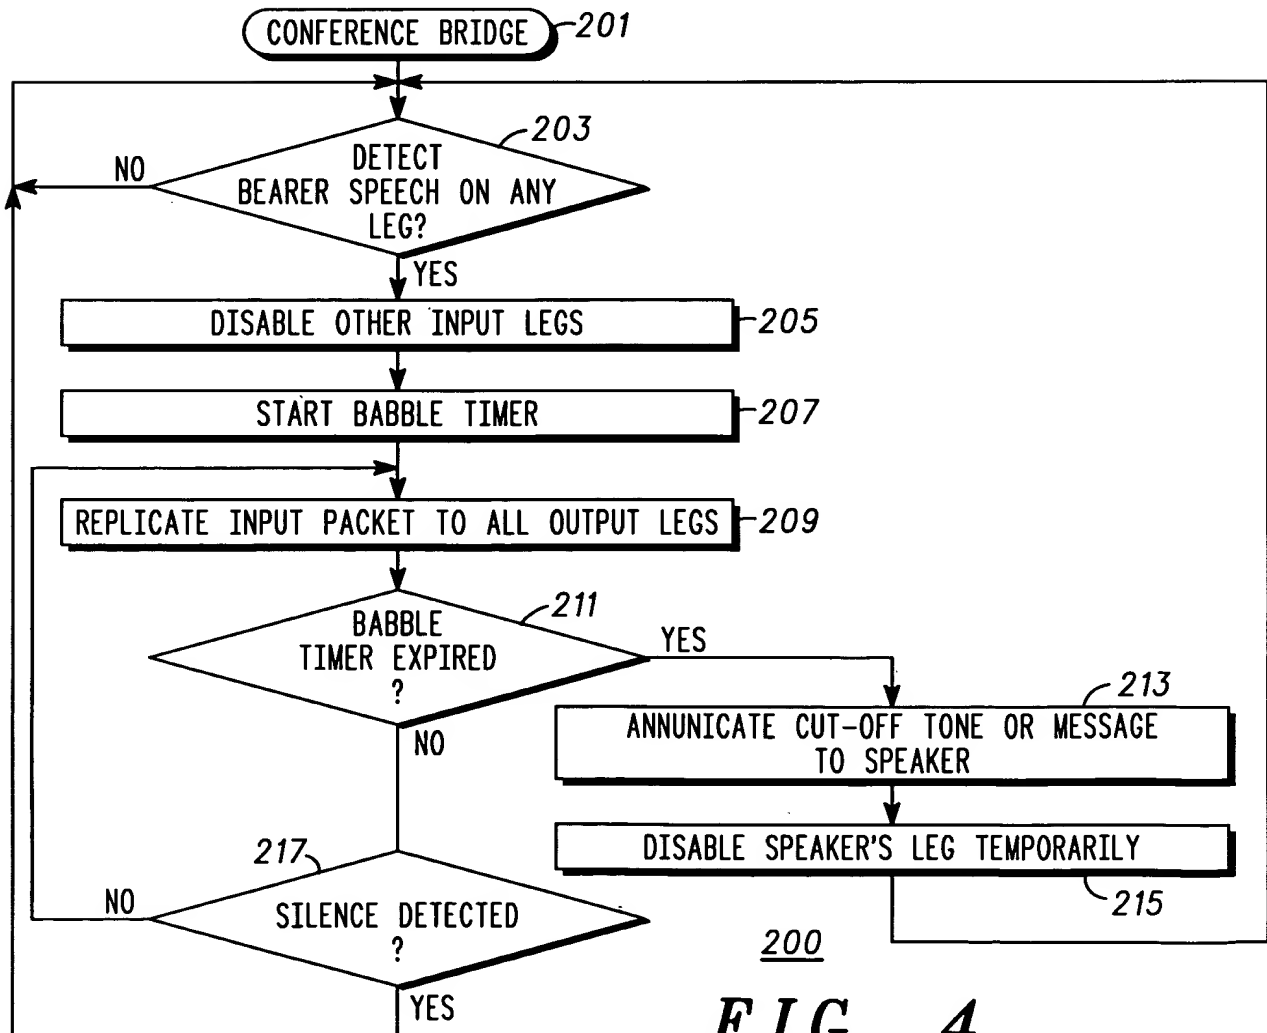 CONFERENCE BRIDGE
201
203
DETECT
BEARER SPEECH ON ANY
LEG?
NO
YES
DISABLE OTHER INPUT LEGS
205
START BABBLE TIMER
207
REPLICATE INPUT PACKET TO ALL OUTPUT LEGS
209
211
BABBLE
TIMER EXPIRED
?
YES
NO
213
ANNUNICATE CUT-OFF TONE OR MESSAGE
TO SPEAKER
DISABLE SPEAKER'S LEG TEMPORARILY
215
217
SILENCE DETECTED
?
NO
YES
200
FIG. 4